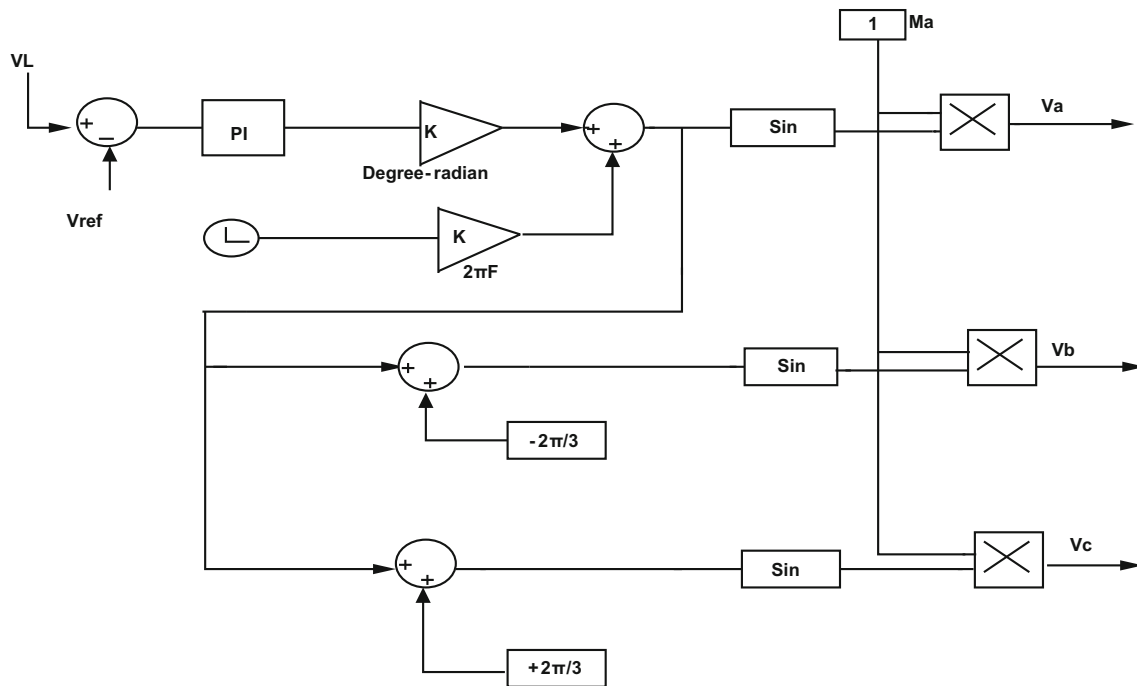 1
Ma
VL
+
−
PI
K
Degree-radian
+
+
Sin
Va
Vref
K
2πF
+
+
Sin
Vb
-2π/3
+
+
Sin
Vc
+2π/3